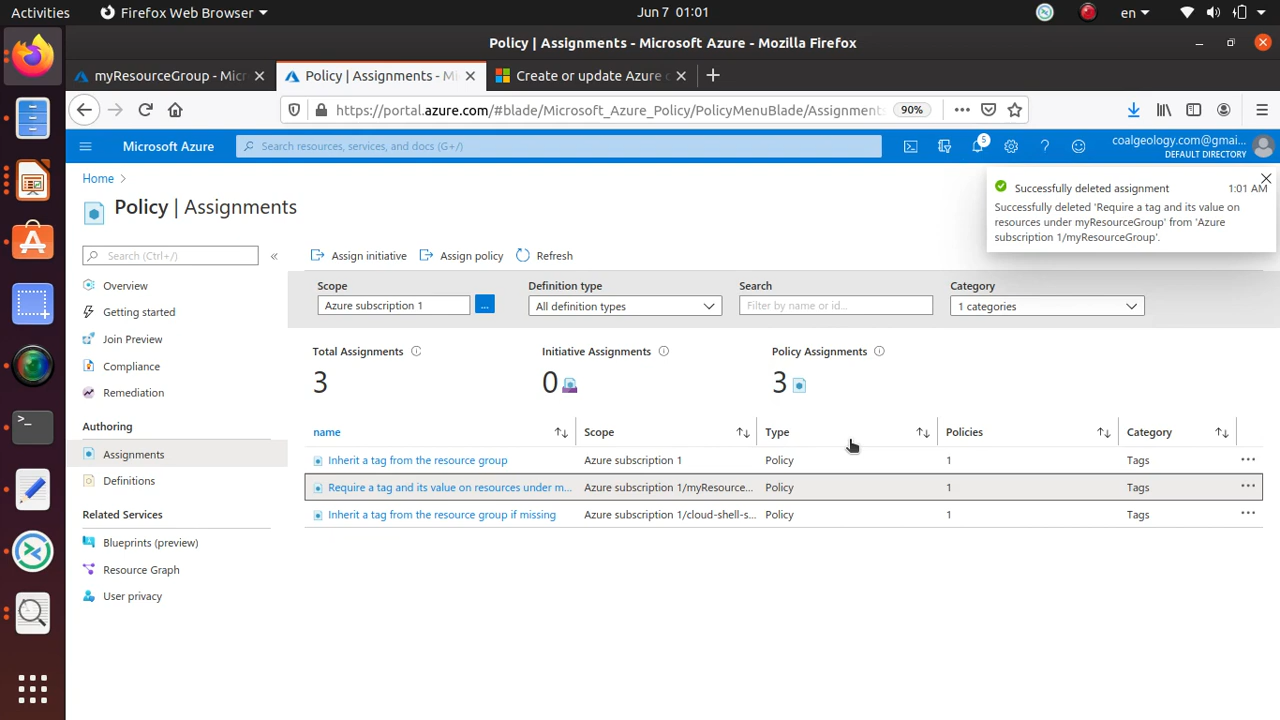 Activities
Firefox Web Browser
Jun 7 01:01
en
Policy | Assignments - Microsoft Azure - Mozilla Firefox
myResourceGroup - Micr
Policy | Assignments - Mi
Create or update Azure c
https://portal.azure.com/#blade/Microsoft_Azure_Policy/PolicyMenuBlade/Assignments
90%
Microsoft Azure
Search resources, services, and docs (G+/)
5
coalgeology.com@gmai...
DEFAULT DIRECTORY
Home
Policy | Assignments
Successfully deleted assignment
1:01 AM
Successfully deleted 'Require a tag and its value on
resources under myResourceGroup' from 'Azure
subscription 1/myResourceGroup'.
Search (Ctrl+/)
Overview
Getting started
Join Preview
Compliance
Remediation
Authoring
Assignments
Definitions
Related Services
Blueprints (preview)
Resource Graph
User privacy
Assign initiative
Assign policy
Refresh
Scope
Definition type
Search
Category
Azure subscription 1
...
All definition types
Filter by name or id...
1 categories
Total Assignments
Initiative Assignments
Policy Assignments
3
0
3
name
Scope
Type
Policies
Category
Inherit a tag from the resource group
Azure subscription 1
Policy
1
Tags
Require a tag and its value on resources under m...
Azure subscription 1/myResource...
Policy
1
Tags
Inherit a tag from the resource group if missing
Azure subscription 1/cloud-shell-s...
Policy
1
Tags